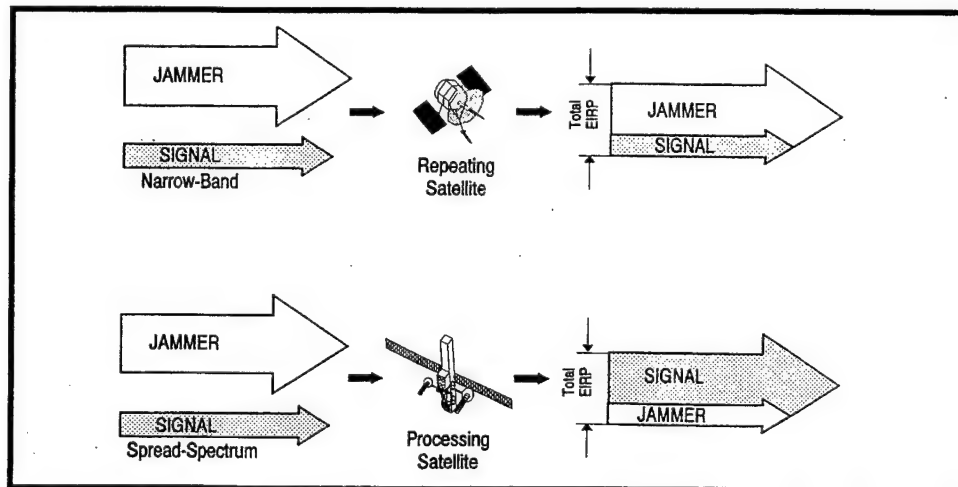 JAMMER
SIGNAL
Narrow-Band
Repeating
Satellite
Total
EIRP
JAMMER
SIGNAL
JAMMER
SIGNAL
Spread-Spectrum
Processing
Satellite
Total
EIRP
SIGNAL
JAMMER